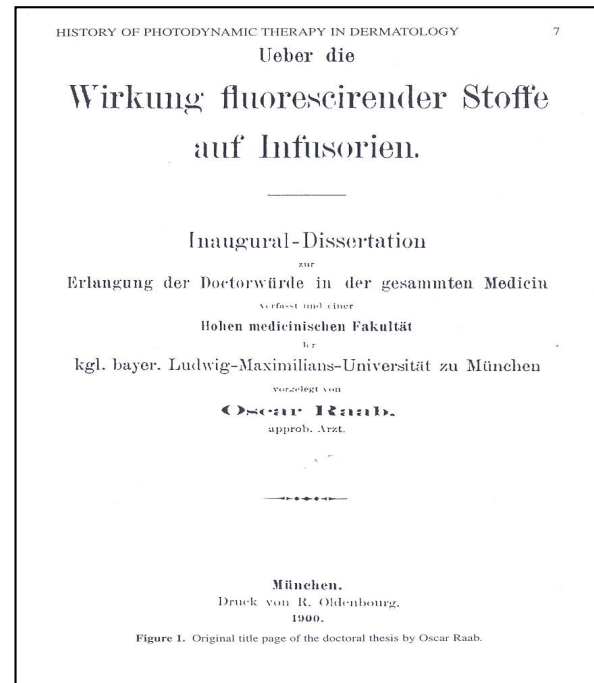 HISTORY OF PHOTODYNAMIC THERAPY IN DERMATOLOGY 7
Ueber die
Wirkung fluorescirender Stoffe
auf Infusorien.
Inaugural-Dissertation
zur
Erlangung der Doctorwürde in der gesammten Medicin
verfasst und einer
Hohen medicinischen Fakultät
der
kgl. bayer. Ludwig-Maximilians-Universität zu München
vorgelegt von
Oscar Raab.
approb. Arzt.
München.
Druck von R. Oldenbourg.
1900.
Figure 1. Original title page of the doctoral thesis by Oscar Raab.